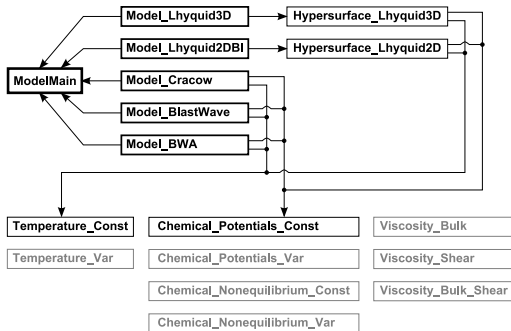 Model_Lhyquid3D Hypersurface_Lhyquid3D
Model_Lhyquid2DBI Hypersurface_Lhyquid2D
ModelMain Model_Cracow
Model_BlastWave
Model_BWA
Temperature_Const Chemical_Potentials_Const Viscosity_Bulk
Temperature_Var Chemical_Potentials_Var Viscosity_Shear
Chemical_Nonequilibrium_Const Viscosity_Bulk_Shear
Chemical_Nonequilibrium_Var